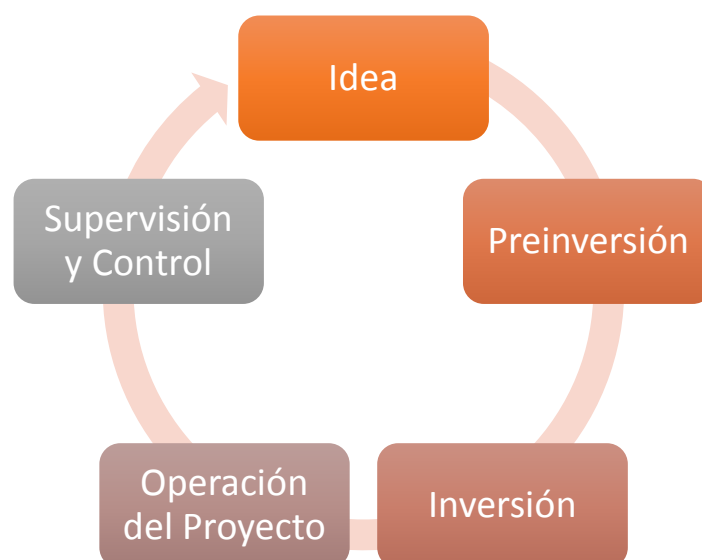 Idea
Preinversión
Inversión
Operación
del Proyecto
Supervisión
y Control